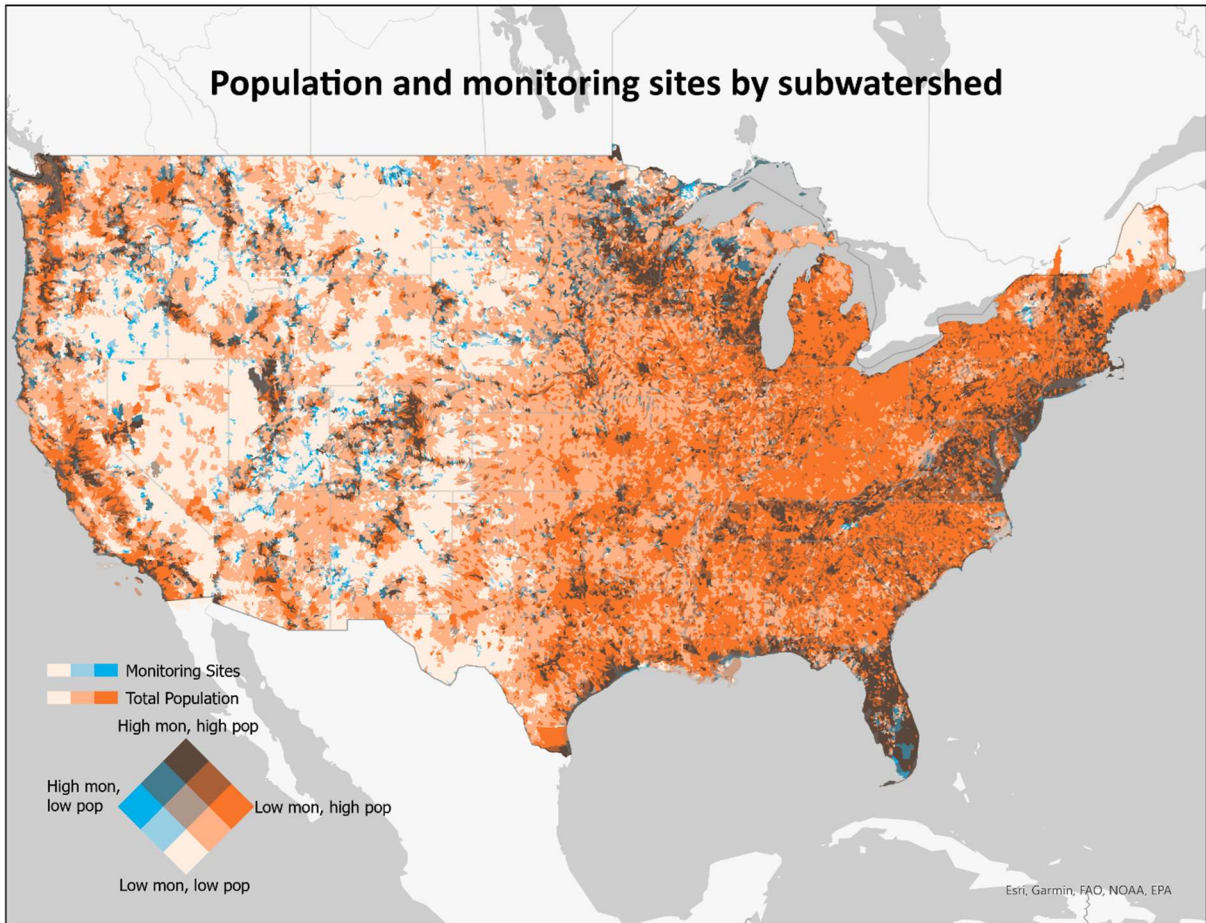 Population and monitoring sites by subwatershed
Monitoring Sites
Total Population
High mon, high pop
High mon,
low pop
Low mon, high pop
Low mon, low pop
Esri, Garmin, FAO, NOAA, EPA